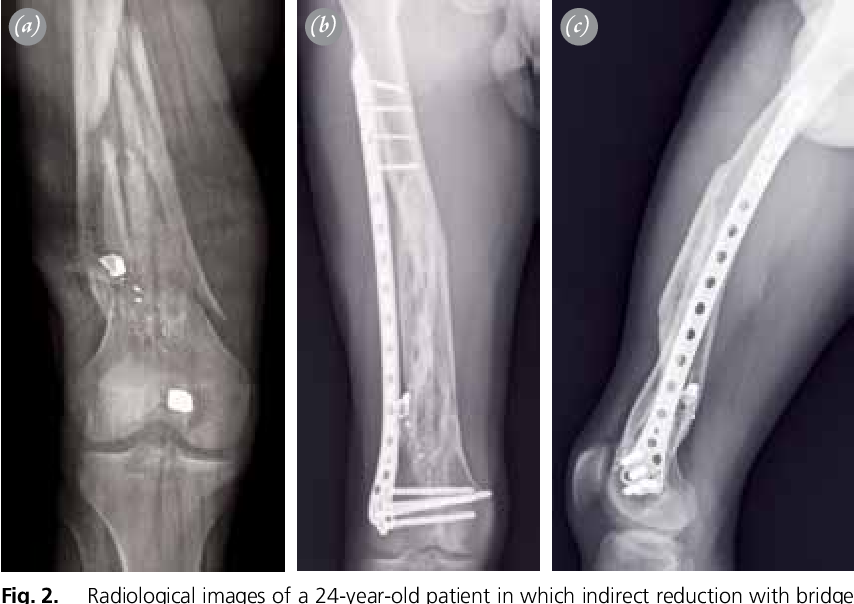 (a)
(b)
(c)
Fig. 2. Radiological images of a 24-year-old patient in which indirect reduction with bridge